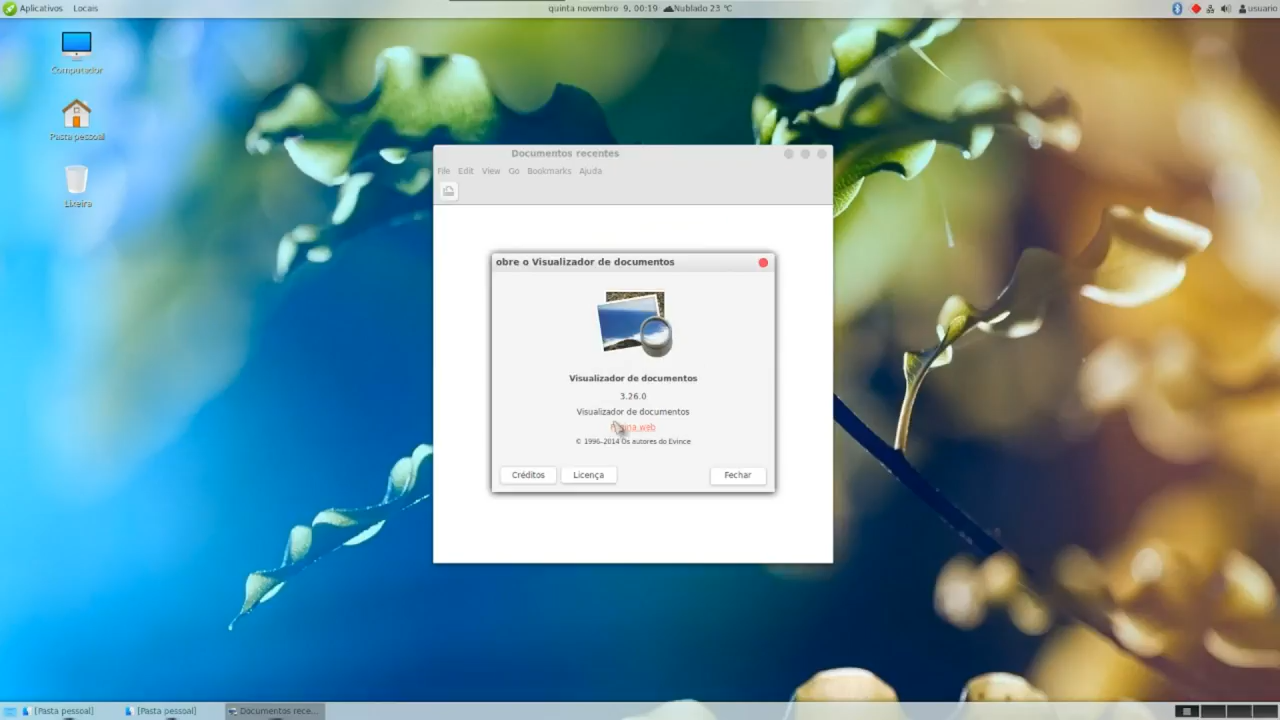 Aplicativos Locais quinta novembro 9, 00:19 Nublado 23 °C usuario
Computador
Pasta pessoal
Lixeira
Documentos recentes
File Edit View Go Bookmarks Ajuda
obre o Visualizador de documentos
Visualizador de documentos
3.26.0
Visualizador de documentos
web
© 1996–2014 Os autores do Evince
Créditos Licença Fechar
[Pasta pessoal] [Pasta pessoal] Documentos rece...